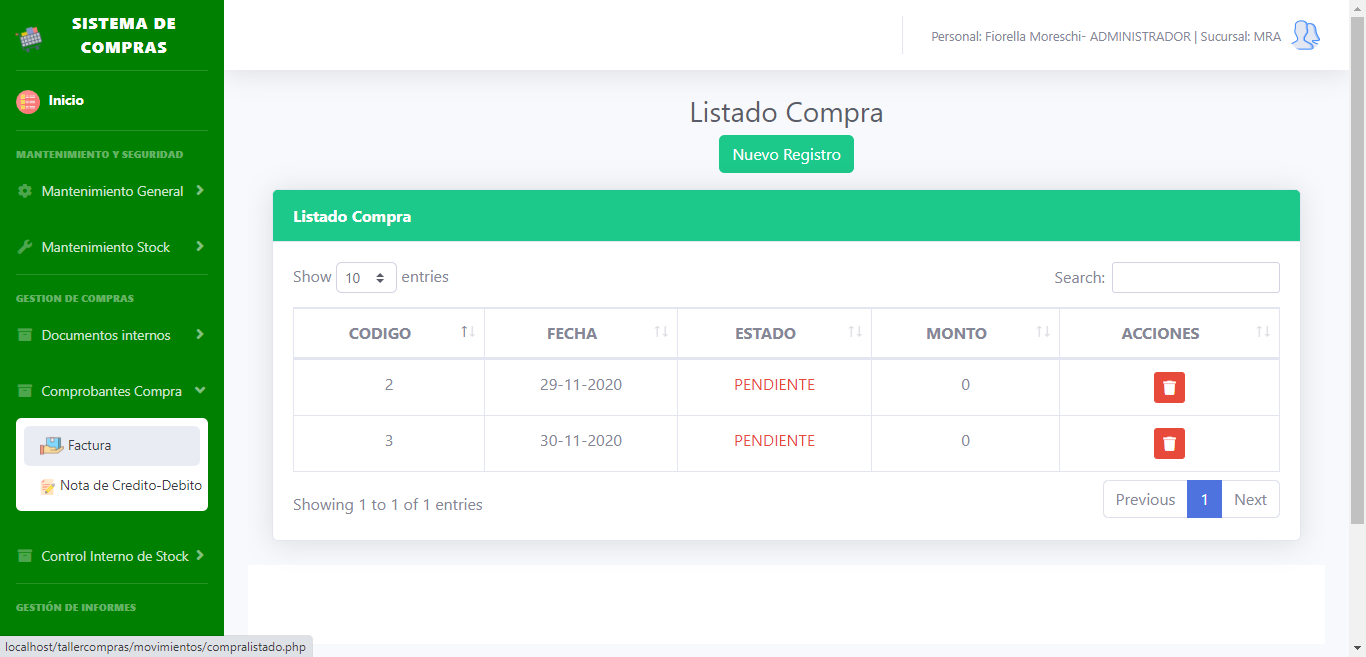 SISTEMA DE
COMPRAS
Personal: Fiorella Moreschi- ADMINISTRADOR | Sucursal: MRA
Inicio
MANTENIMIENTO Y SEGURIDAD
Mantenimiento General
Mantenimiento Stock
GESTION DE COMPRAS
Documentos internos
Comprobantes Compra
Factura
Nota de Credito-Debito
Control Interno de Stock
GESTIÓN DE INFORMES
Listado Compra
Nuevo Registro
Listado Compra
Show 10 entries Search:
CODIGO FECHA ESTADO MONTO ACCIONES
2 29-11-2020 PENDIENTE 0
3 30-11-2020 PENDIENTE 0
Showing 1 to 1 of 1 entries
Previous 1 Next
localhost/tallercompras/movimientos/compralistado.php